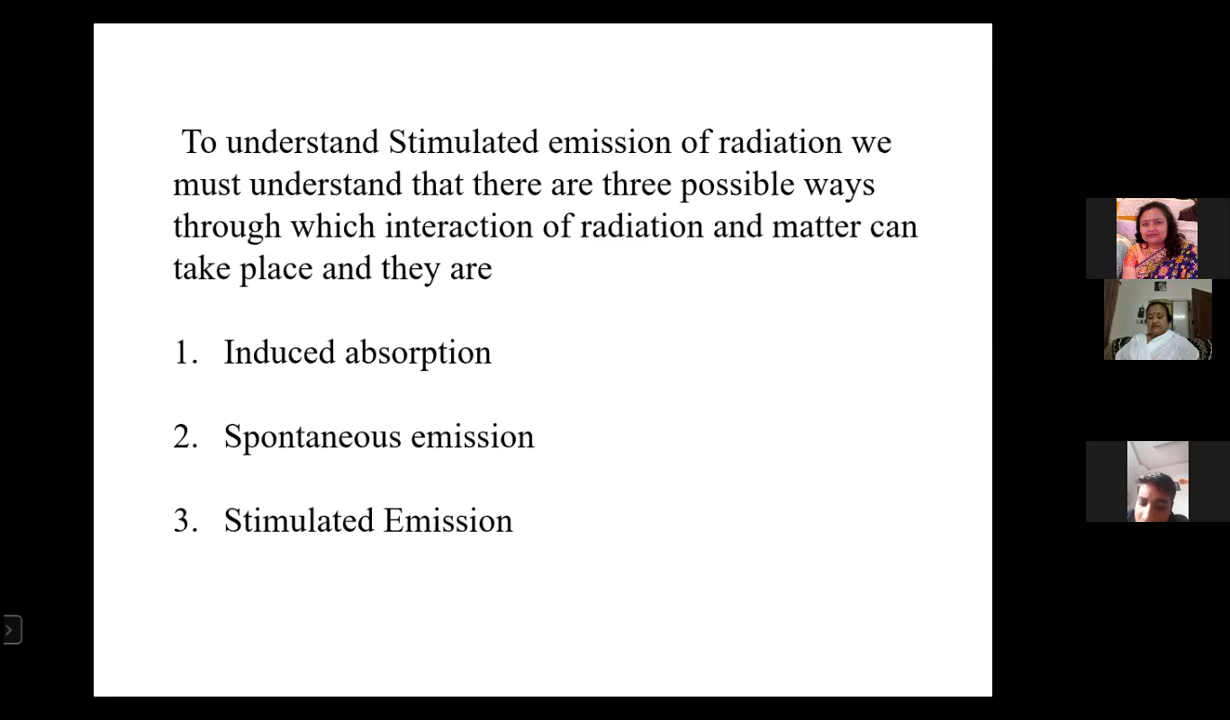 To understand Stimulated emission of radiation we
must understand that there are three possible ways
through which interaction of radiation and matter can
take place and they are
1. Induced absorption
2. Spontaneous emission
3. Stimulated Emission